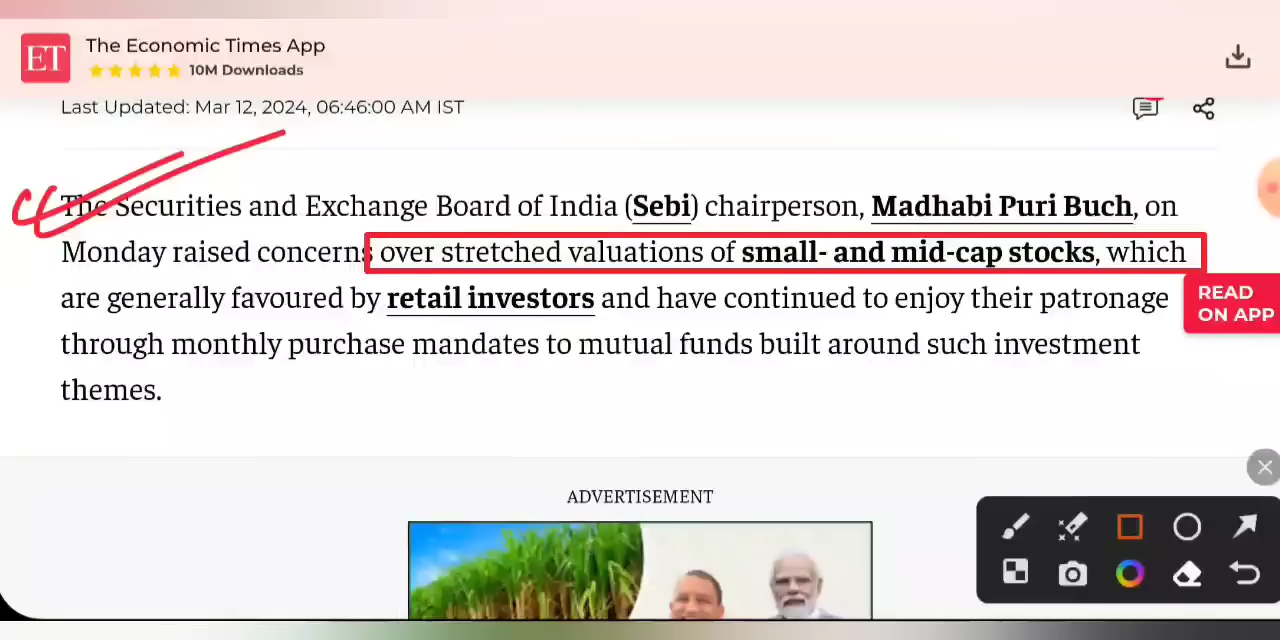 ET
The Economic Times App
10M Downloads
Last Updated: Mar 12, 2024, 06:46:00 AM IST
The Securities and Exchange Board of India (Sebi) chairperson, Madhabi Puri Buch, on
Monday raised concerns over stretched valuations of small- and mid-cap stocks, which
are generally favoured by retail investors and have continued to enjoy their patronage
through monthly purchase mandates to mutual funds built around such investment
themes.
READ
ON APP
ADVERTISEMENT